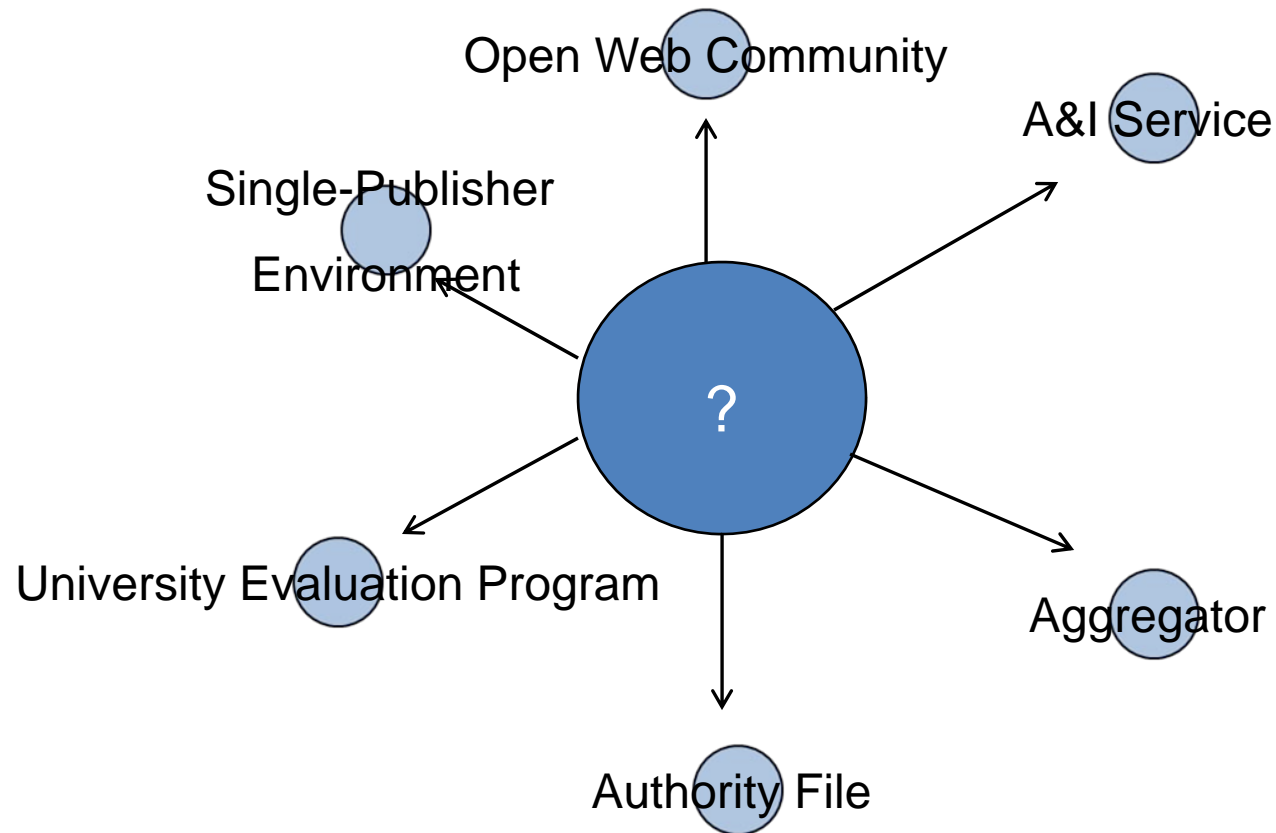 Open Web Community
A&I Service
Single-Publisher
Environment
?
University Evaluation Program
Aggregator
Authority File